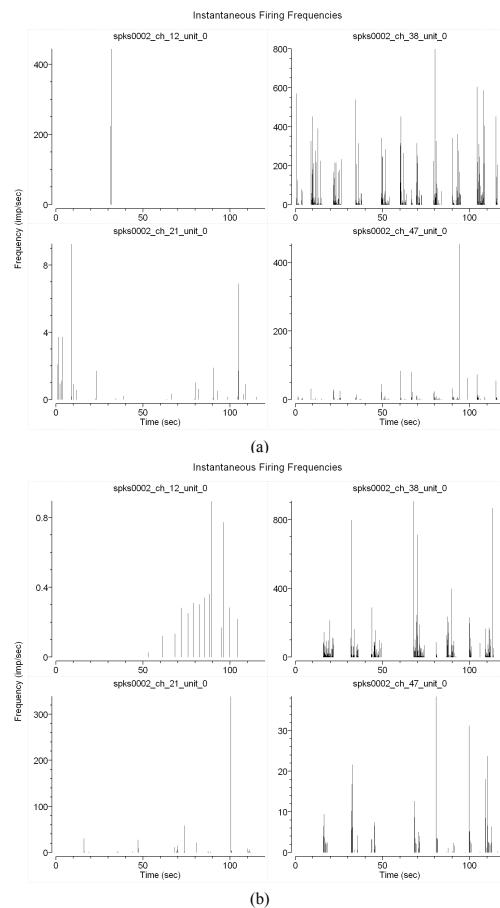 Instantaneous Firing Frequencies
spks0002_ch_12_unit_0
spks0002_ch_38_unit_0
400
200
0
0 50 100
800
600
400
200
0
0 50 100
Frequency (imp/sec)
spks0002_ch_21_unit_0
spks0002_ch_47_unit_0
8
4
0
0 50 100
Time (sec)
400
200
0
0 50 100
Time (sec)
(a)
Instantaneous Firing Frequencies
spks0002_ch_12_unit_0
spks0002_ch_38_unit_0
0.8
0.4
0
0 50 100
800
400
0
0 50 100
Frequency (imp/sec)
spks0002_ch_21_unit_0
spks0002_ch_47_unit_0
300
200
100
0
0 50 100
Time (sec)
30
20
10
0
0 50 100
Time (sec)
(b)